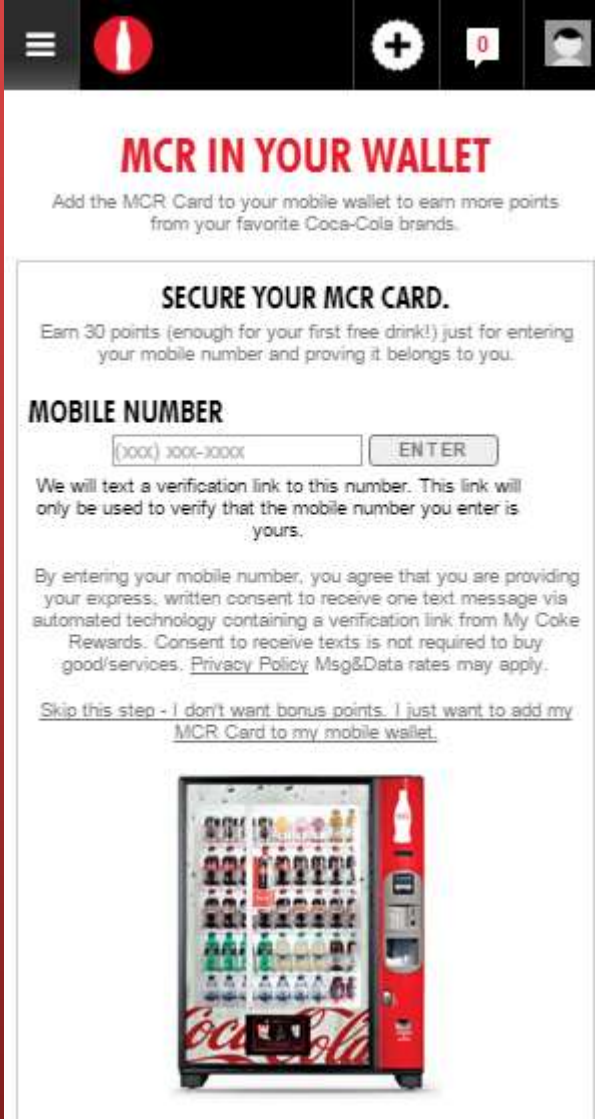 0
MCR IN YOUR WALLET
Add the MCR Card to your mobile wallet to earn more points
from your favorite Coca-Cola brands.
SECURE YOUR MCR CARD.
Earn 30 points (enough for your first free drink!) just for entering
your mobile number and proving it belongs to you.
MOBILE NUMBER
(xxx) xxx-xxxx ENTER
We will text a verification link to this number. This link will
only be used to verify that the mobile number you enter is
yours.
By entering your mobile number, you agree that you are providing
your express, written consent to receive one text message via
automated technology containing a verification link from My Coke
Rewards. Consent to receive texts is not required to buy
good/services. Privacy Policy Msg&Data rates may apply.
Skip this step - I don't want bonus points. I just want to add my
MCR Card to my mobile wallet.
Coca-Cola